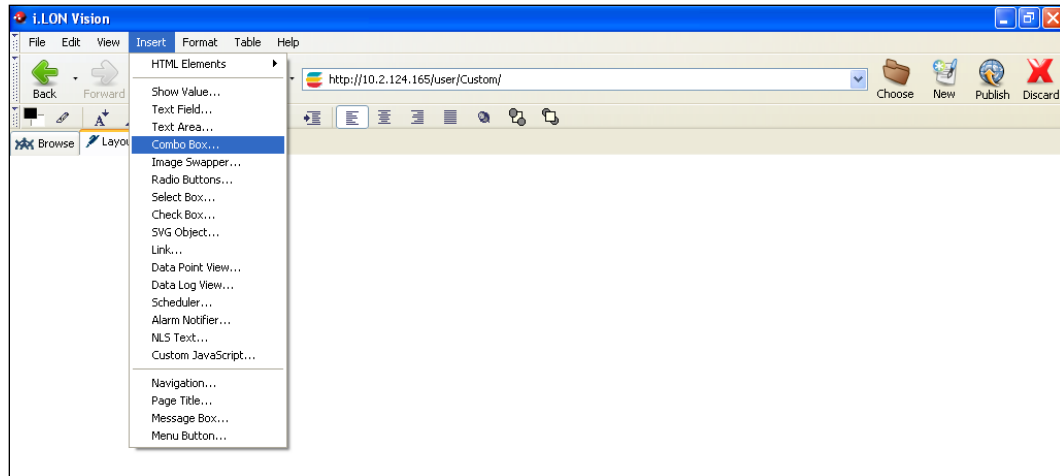 i.LON Vision
File Edit View Insert Format Table Help
Back Forward http://10.2.124.165/user/Custom/ Choose New Publish Discard
Browse
HTML Elements
Show Value...
Text Field...
Text Area...
Combo Box...
Image Swapper...
Radio Buttons...
Select Box...
Check Box...
SVG Object...
Link...
Data Point View...
Data Log View...
Scheduler...
Alarm Notifier...
NLS Text...
Custom JavaScript...
Navigation...
Page Title...
Message Box...
Menu Button...